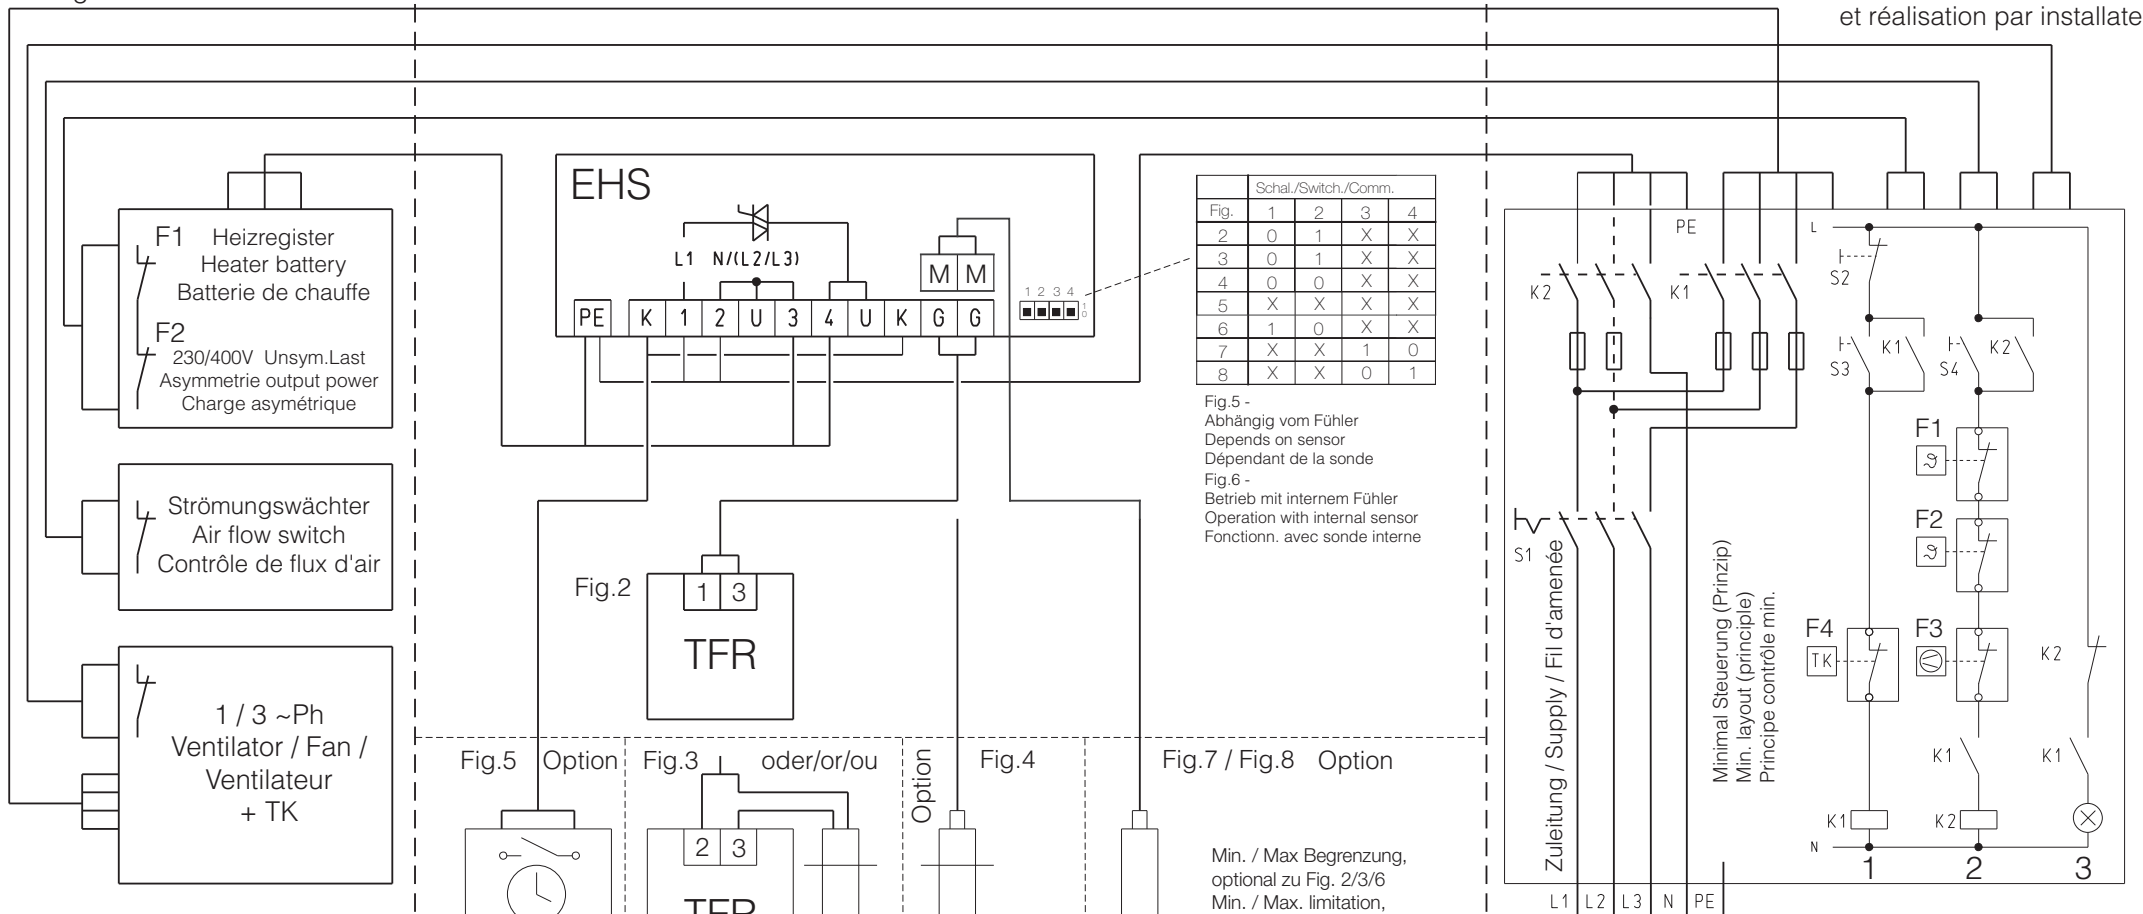 et réalisation par installate
F1
Heizregister
Heater battery
Batterie de chauffe
F2
230/400V Unsym.Last
Asymmetrie output power
Charge asymétrique
Strömungswächter
Air flow switch
Contrôle de flux d'air
1 / 3 ~Ph
Ventilator / Fan /
Ventilateur
+ TK
EHS
L1 N/(L2/L3)
M M
PE K 1 2 U 3 4 U K G G
1 2 3 4
1
0
Schal./Switch./Comm.
Fig. 1 2 3 4
2 0 1 X X
3 0 1 X X
4 0 0 X X
5 X X X X
6 1 0 X X
7 X X 1 0
8 X X 0 1
Fig.5 -
Abhängig vom Fühler
Depends on sensor
Dépendant de la sonde
Fig.6 -
Betrieb mit internem Fühler
Operation with internal sensor
Fonctionn. avec sonde interne
Fig.2
1 3
TFR
Fig.5 Option
Fig.3 oder/or/ou
2 3
TFR
Option
Fig.4
Fig.7 / Fig.8 Option
Min. / Max Begrenzung,
optional zu Fig. 2/3/6
Min. / Max. limitation,
PE
L
K2
K1
S2
S3
K1
S4
K2
F1
ϑ
F2
ϑ
S1
F4
TK
F3
K2
K1
K1
K1
K2
N
1
2
3
Zuleitung / Supply / Fil d'amenée
Minimal Steuerung (Prinzip)
Min. layout (principle)
Principe contrôle min.
L1 L2 L3 N PE